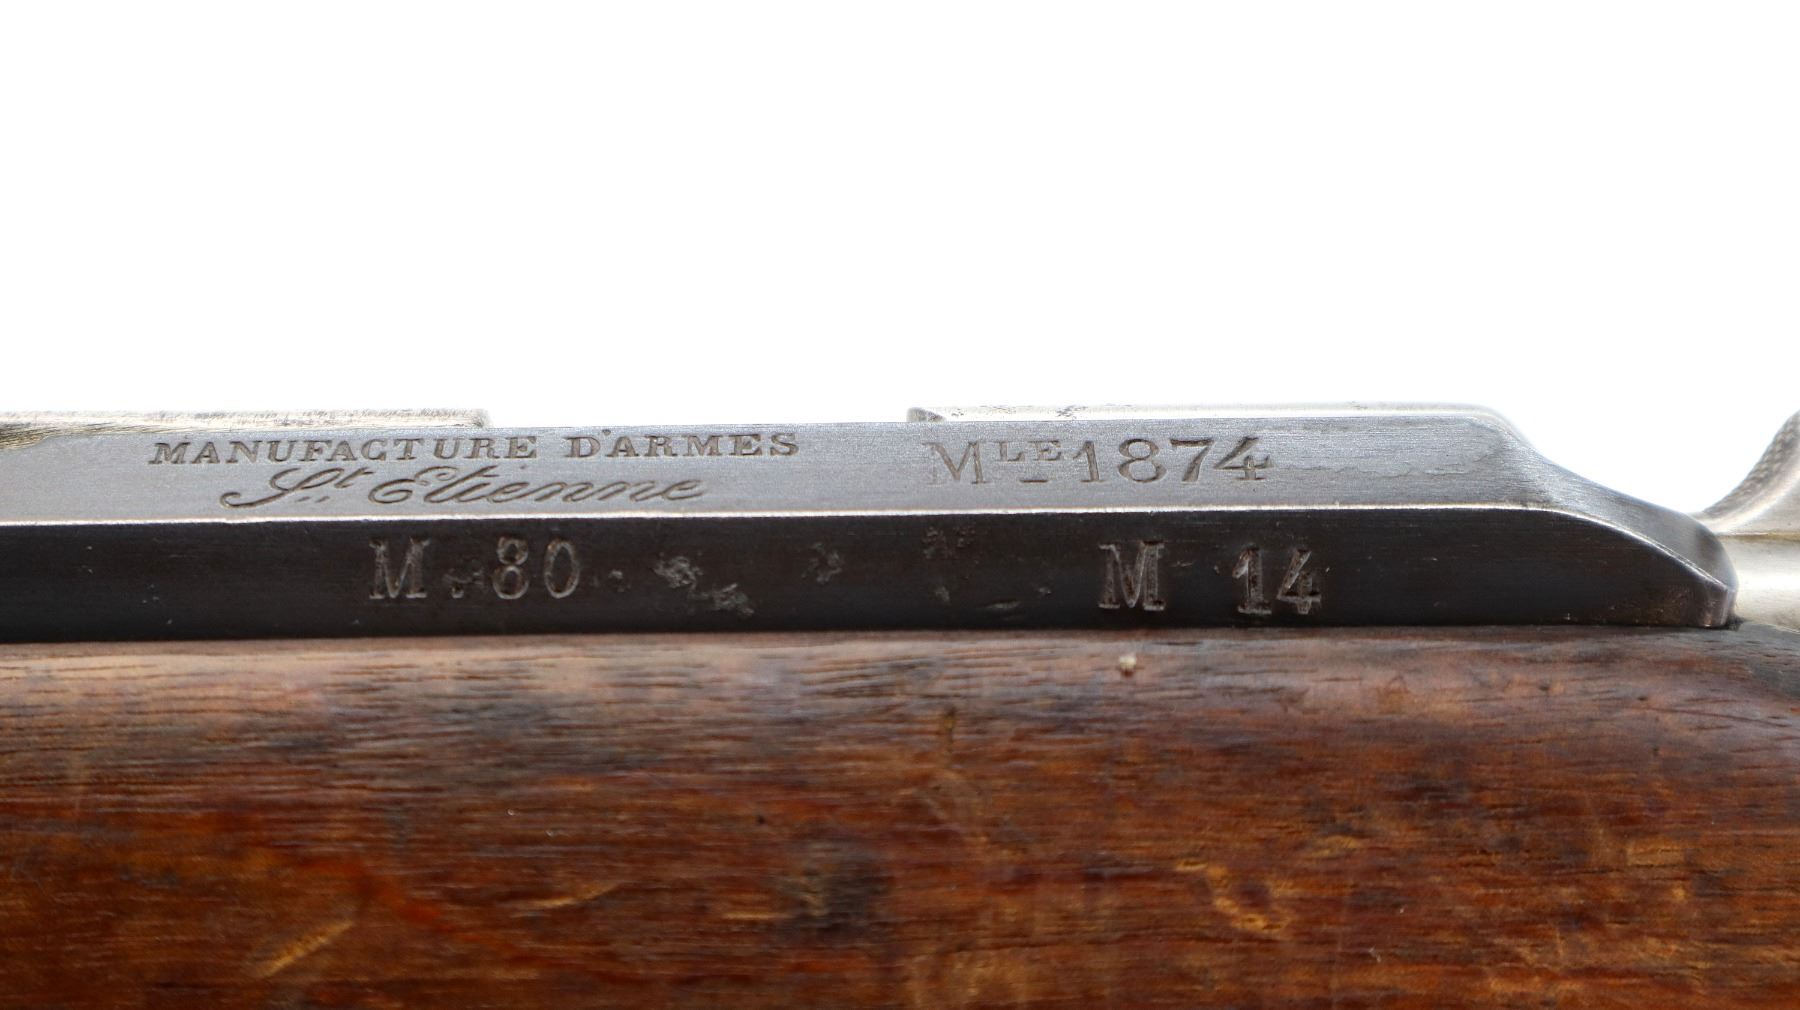 MANUFACTURE D'ARMES
St. Etienne
MLE 1874
M. 80
M 14